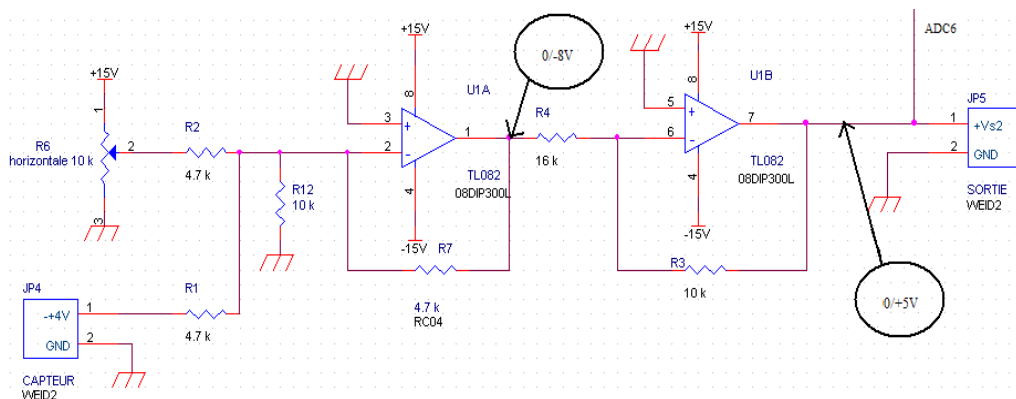 +15V
1
R6
horizontale 10 k
2
3
R2
4.7 k
R12
10 k
JP4
-+4V
1
GND
2
CAPTEUR
WEID2
R1
4.7 k
+15V
8
U1A
3
+
2
-
1
4
TL082
08DIP300L
-15V
R7
4.7 k
RC04
0/-8V
R4
16 k
+15V
8
U1B
5
+
6
-
7
4
TL082
08DIP300L
-15V
R3
10 k
0/+5V
ADC6
JP5
1
+Vs2
2
GND
SORTIE
WEID2